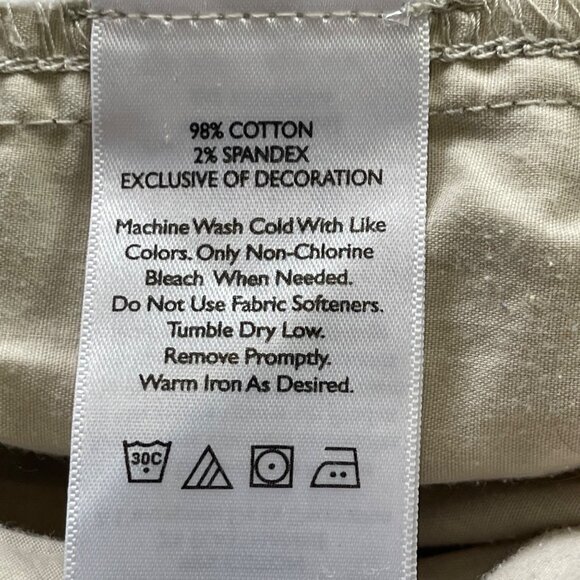 98% COTTON
2% SPANDEX
EXCLUSIVE OF DECORATION
Machine Wash Cold With Like
Colors. Only Non-Chlorine
Bleach When Needed.
Do Not Use Fabric Softeners.
Tumble Dry Low.
Remove Promptly.
Warm Iron As Desired.
30C